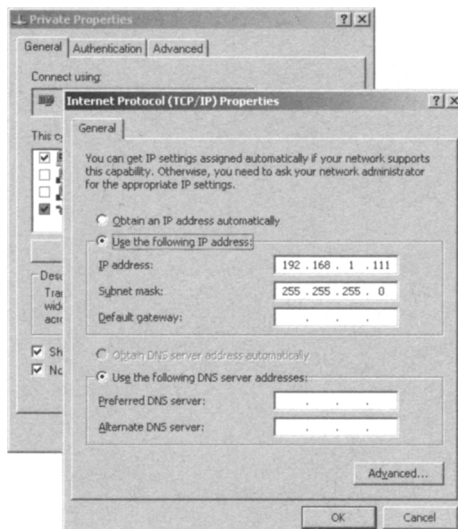 Private Properties
General Authentication Advanced
Connect using:
Internet Protocol (TCP/IP) Properties
General
You can get IP settings assigned automatically if your network supports
this capability. Otherwise, you need to ask your network administrator
for the appropriate IP settings.
Obtain an IP address automatically
Use the following IP address:
IP address: 192 . 168 . 1 . 111
Subnet mask: 255 . 255 . 255 . 0
Default gateway: . . .
Obtain DNS server address automatically
Use the following DNS server addresses:
Preferred DNS server: . . .
Alternate DNS server: . . .
Advanced...
OK Cancel
This c
Desc
Tra
wid
acro
Sh
No